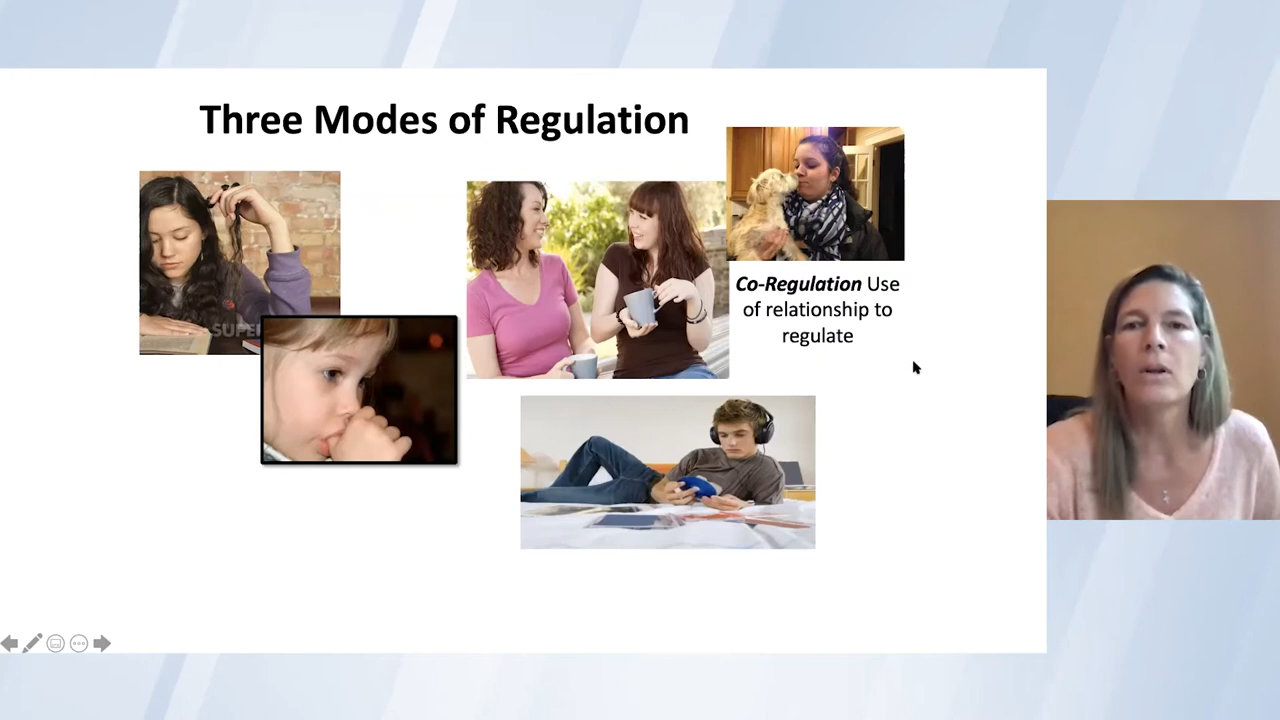 Three Modes of Regulation
Co-Regulation Use
of relationship to
regulate